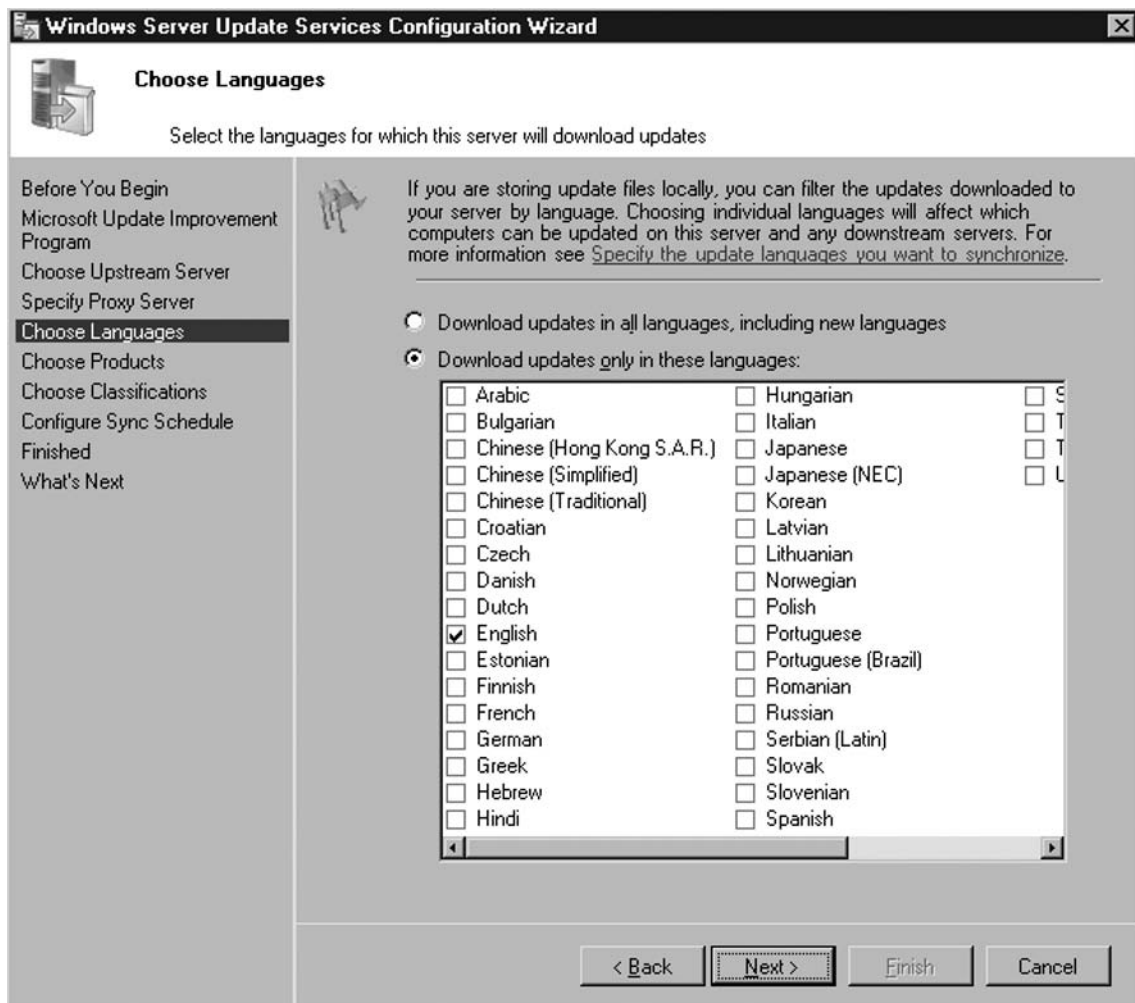 Windows Server Update Services Configuration Wizard
Choose Languages
Select the languages for which this server will download updates
Before You Begin
Microsoft Update Improvement
Program
Choose Upstream Server
Specify Proxy Server
Choose Languages
Choose Products
Choose Classifications
Configure Sync Schedule
Finished
What's Next
If you are storing update files locally, you can filter the updates downloaded to
your server by language. Choosing individual languages will affect which
computers can be updated on this server and any downstream servers. For
more information see Specify the update languages you want to synchronize.
Download updates in all languages, including new languages
Download updates only in these languages:
Arabic
Bulgarian
Chinese (Hong Kong S.A.R.)
Chinese (Simplified)
Chinese (Traditional)
Croatian
Czech
Danish
Dutch
English
Estonian
Finnish
French
German
Greek
Hebrew
Hindi
Hungarian
Italian
Japanese
Japanese (NEC)
Korean
Latvian
Lithuanian
Norwegian
Polish
Portuguese
Portuguese (Brazil)
Romanian
Russian
Serbian (Latin)
Slovak
Slovenian
Spanish
< Back
Next >
Finish
Cancel